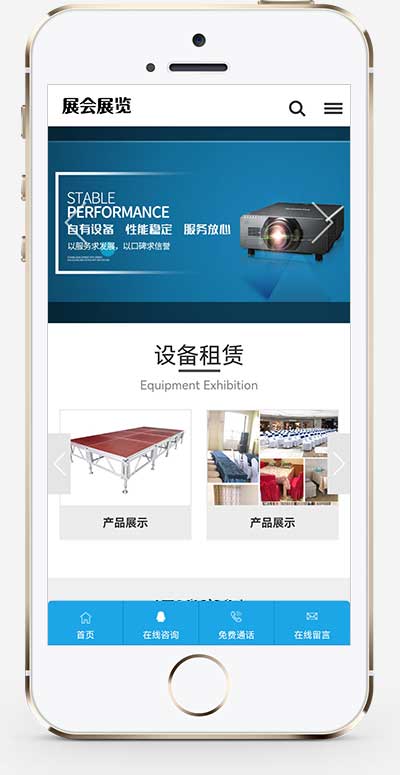 展会展览
STABLE
PERFORMANCE
自有设备 性能稳定 服务放心
以服务求发展，以口碑求信誉
设备租赁
Equipment Exhibition
产品展示 产品展示
首页 在线咨询 免费通话 在线留言